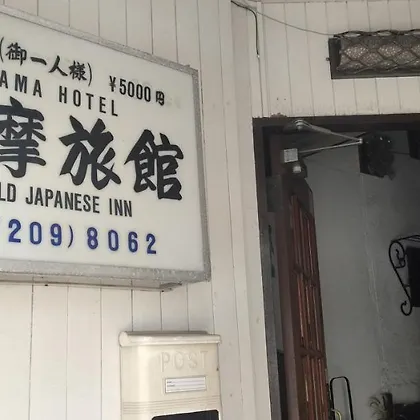 (御一人様) ¥5000円
AMA HOTEL
摩旅館
LD JAPANESE INN
209) 8062
POST